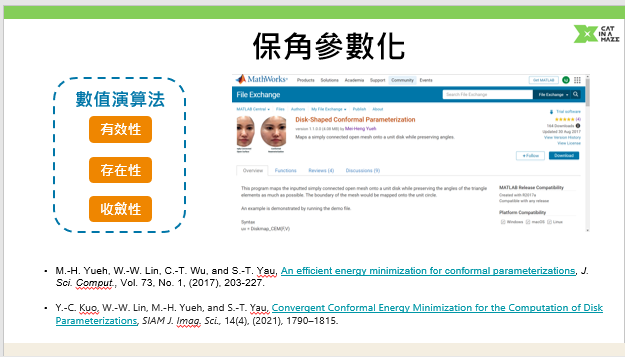 保角參數化
CAT
IN A
MAZE
數值演算法
有效性
存在性
收斂性
MathWorks
Products Solutions Academia Support Community Events
Get MATLAB
File Exchange
Search File Exchange
File Exchange
MATLAB Central Files Authors My File Exchange Publish About
Disk-Shaped Conformal Parameterization
version 1.1.0.0 (4.08 MB) by Mei-Heng Yueh
Maps a simply connected open mesh onto a unit disk while preserving angles.
Trial software
(4)
164 Downloads
Updated 30 Aug 2017
View Version History
View License
+ Follow
Download
Overview Functions Reviews (4) Discussions (9)
This program maps the inputted simply connected open mesh onto a unit disk while preserving the angles of the triangle
elements as much as possible. The boundary of the mesh would be mapped onto the unit circle.
An example is demonstrated by running the demo file.
Syntax
uv = Diskmap_CEM(F,V)
MATLAB Release Compatibility
Created with R2017a
Compatible with any release
Platform Compatibility
Windows macOS Linux
• M.-H. Yueh, W.-W. Lin, C.-T. Wu, and S.-T. Yau, An efficient energy minimization for conformal parameterizations, J.
Sci. Comput., Vol. 73, No. 1, (2017), 203-227.
• Y.-C. Kuo, W.-W. Lin, M.-H. Yueh, and S.-T. Yau, Convergent Conformal Energy Minimization for the Computation of Disk
Parameterizations, SIAM J. Imag. Sci., 14(4), (2021), 1790–1815.